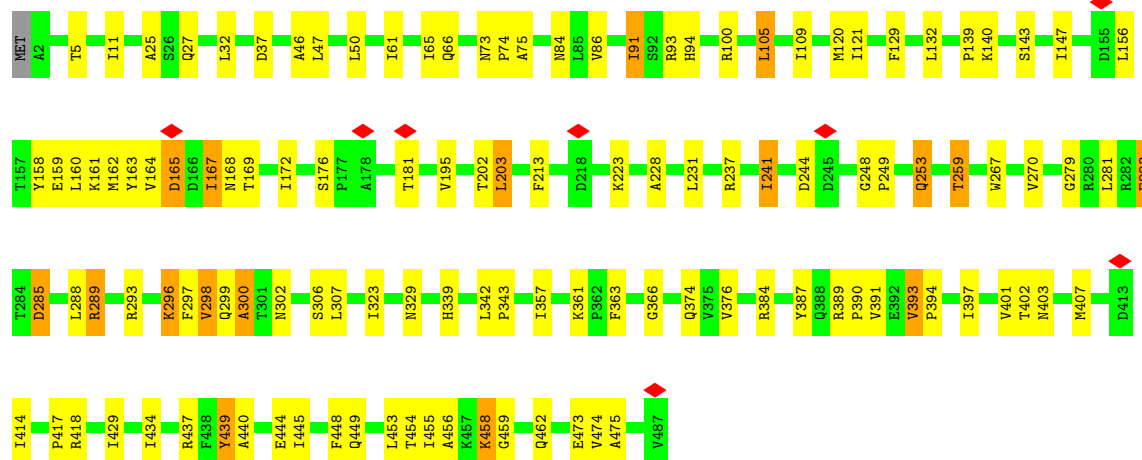 MET A2 T5 I11 A25 S26 Q27 L32 D37 A46 L47 L50 I61 I65 Q66 N73 P74 A75 N84 L85 V86 I91 S92 R93 H94 R100 L105 I109 M120 I121 F129 L132 P139 K140 S143 I147 D155 L156
T157 Y158 E159 L160 K161 M162 Y163 V164 D165 D166 I167 N168 T169 I172 S176 P177 A178 T181 V195 T202 L203 F213 D218 K223 A228 L231 R237 I241 D244 D245 G248 P249 Q253 T259 W267 V270 G279 R280 L281 R282
T284 D285 L288 R289 R293 K296 F297 V298 Q299 A300 T301 N302 S306 L307 I323 N329 H339 L342 P343 I357 K361 P362 F363 G366 Q374 V375 V376 R384 Y387 Q388 R389 P390 V391 E392 V393 P394 I397 V401 T402 N403 M407 D413
I414 P417 R418 I429 I434 R437 F438 Y439 A440 E444 I445 F448 Q449 L453 T454 I455 A456 K457 K458 G459 Q462 E473 V474 A475 V487